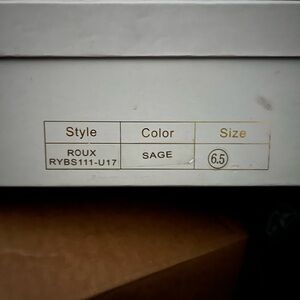 Style Color Size
ROUX SAGE 6.5
RYBS111-U17